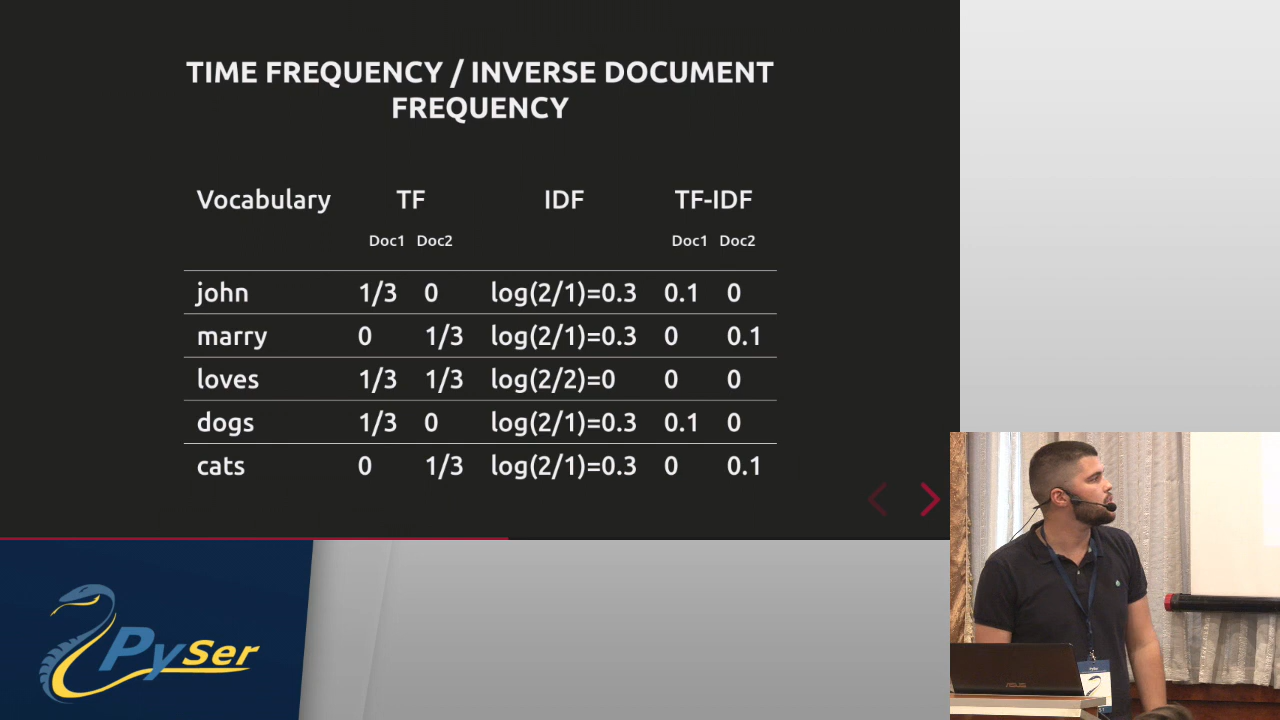 TIME FREQUENCY / INVERSE DOCUMENT
FREQUENCY
Vocabulary TF IDF TF-IDF
Doc1 Doc2 Doc1 Doc2
john 1/3 0 log(2/1)=0.3 0.1 0
marry 0 1/3 log(2/1)=0.3 0 0.1
loves 1/3 1/3 log(2/2)=0 0 0
dogs 1/3 0 log(2/1)=0.3 0.1 0
cats 0 1/3 log(2/1)=0.3 0 0.1
PySer
ASUS